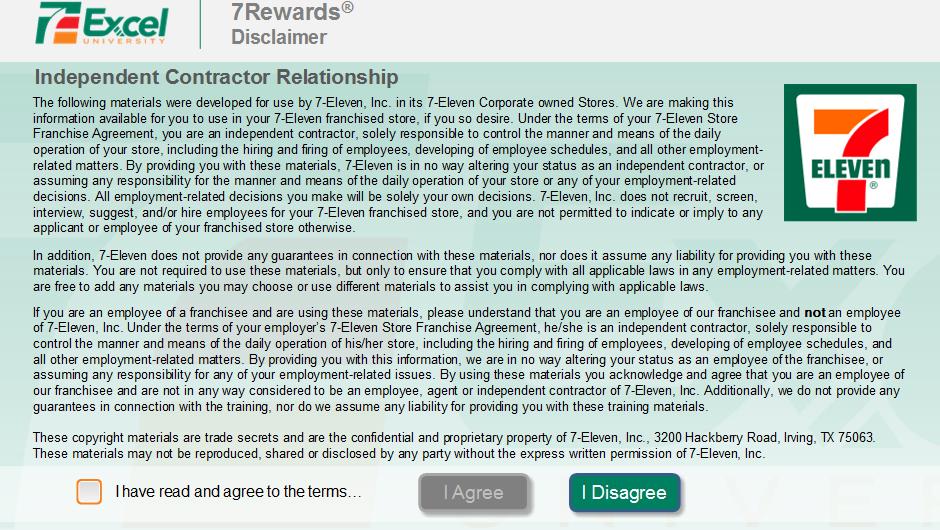 7-Excel
UNIVERSITY
7Rewards®
Disclaimer
Independent Contractor Relationship
The following materials were developed for use by 7-Eleven, Inc. in its 7-Eleven Corporate owned Stores. We are making this
information available for you to use in your 7-Eleven franchised store, if you so desire. Under the terms of your 7-Eleven Store
Franchise Agreement, you are an independent contractor, solely responsible to control the manner and means of the daily
operation of your store, including the hiring and firing of employees, developing of employee schedules, and all other employment-
related matters. By providing you with these materials, 7-Eleven is in no way altering your status as an independent contractor, or
assuming any responsibility for the manner and means of the daily operation of your store or any of your employment-related
decisions. All employment-related decisions you make will be solely your own decisions. 7-Eleven, Inc. does not recruit, screen,
interview, suggest, and/or hire employees for your 7-Eleven franchised store, and you are not permitted to indicate or imply to any
applicant or employee of your franchised store otherwise.
7
ELEVEN®
In addition, 7-Eleven does not provide any guarantees in connection with these materials, nor does it assume any liability for providing you with these
materials. You are not required to use these materials, but only to ensure that you comply with all applicable laws in any employment-related matters. You
are free to add any materials you may choose or use different materials to assist you in complying with applicable laws.
If you are an employee of a franchisee and are using these materials, please understand that you are an employee of our franchisee and not an employee
of 7-Eleven, Inc. Under the terms of your employer's 7-Eleven Store Franchise Agreement, he/she is an independent contractor, solely responsible to
control the manner and means of the daily operation of his/her store, including the hiring and firing of employees, developing of employee schedules, and
all other employment-related matters. By providing you with this information, we are in no way altering your status as an employee of the franchisee, or
assuming any responsibility for any of your employment-related issues. By using these materials you acknowledge and agree that you are an employee of
our franchisee and are not in any way considered to be an employee, agent or independent contractor of 7-Eleven, Inc. Additionally, we do not provide any
guarantees in connection with the training, nor do we assume any liability for providing you with these training materials.
These copyright materials are trade secrets and are the confidential and proprietary property of 7-Eleven, Inc., 3200 Hackberry Road, Irving, TX 75063.
These materials may not be reproduced, shared or disclosed by any party without the express written permission of 7-Eleven, Inc.
I have read and agree to the terms…
I Agree
I Disagree